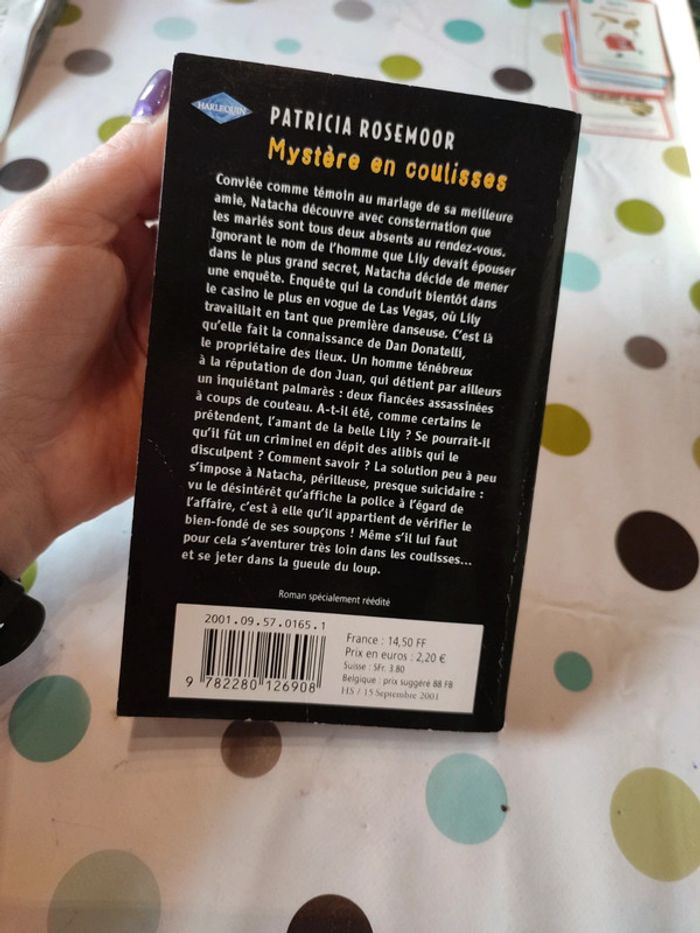 HARLEQUIN
PATRICIA ROSEMOOR
Mystère en coulisses
Conviée comme témoin au mariage de sa meilleure
amie, Natacha découvre avec consternation que
les mariés sont tous deux absents au rendez-vous.
Ignorant le nom de l'homme que Lily devait épouser
dans le plus grand secret, Natacha décide de mener
une enquête. Enquête qui la conduit bientôt dans
le casino le plus en vogue de Las Vegas, où Lily
travaillait en tant que première danseuse. C'est là
qu'elle fait la connaissance de Dan Donatelli,
le propriétaire des lieux. Un homme ténébreux
à la réputation de don Juan, qui détient par ailleurs
un inquiétant palmarès : deux fiancées assassinées
à coups de couteau. A-t-il été, comme certains le
prétendent, l'amant de la belle Lily ? Se pourrait-il
qu'il fût un criminel en dépit des alibis qui le
disculpent ? Comment savoir ? La solution peu à peu
s'impose à Natacha, périlleuse, presque suicidaire :
vu le désintérêt qu'affiche la police à l'égard de
l'affaire, c'est à elle qu'il appartient de vérifier le
bien-fondé de ses soupçons ! Même s'il lui faut
pour cela s'aventurer très loin dans les coulisses...
et se jeter dans la gueule du loup.
Roman spécialement réédité
2001.09.57.0165.1
9 782280 126908
France : 14,50 FF
Prix en euros : 2,20 €
Suisse : SFr. 3.80
Belgique : prix suggéré 88 FB
HS / 15 Septembre 2001